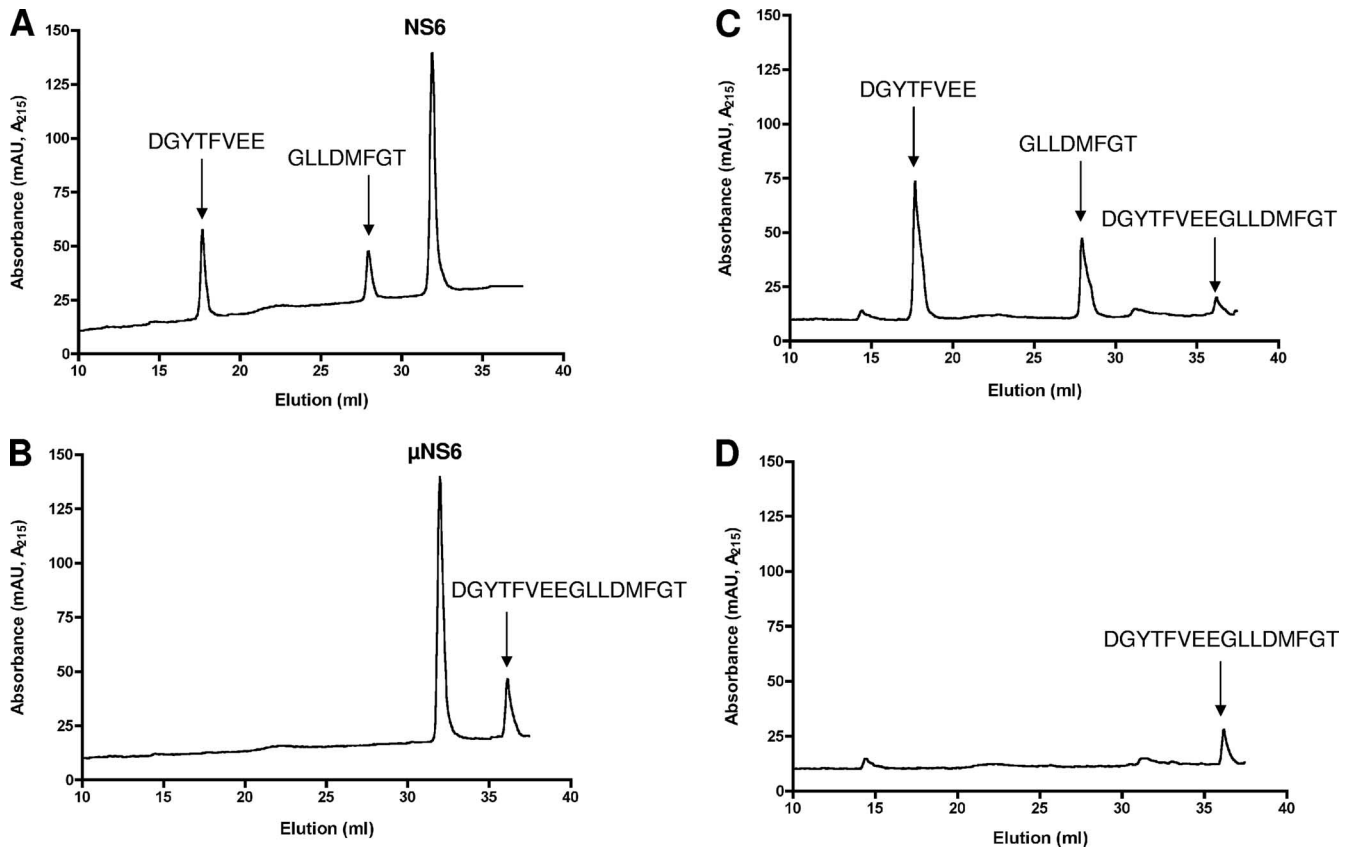 A
NS6
150
125
100
75
50
25
0
DGYTFVEE
GLLDMFGT
10 15 20 25 30 35 40
Absorbance (mAU, A215)
Elution (ml)
B
µNS6
150
125
100
75
50
25
0
DGYTFVEEGLLDMFGT
10 15 20 25 30 35 40
Absorbance (mAU, A215)
Elution (ml)
C
150
125
100
75
50
25
0
DGYTFVEE
GLLDMFGT
DGYTFVEEGLLDMFGT
10 15 20 25 30 35 40
Absorbance (mAU, A215)
Elution (ml)
D
150
125
100
75
50
25
0
DGYTFVEEGLLDMFGT
10 15 20 25 30 35 40
Absorbance (mAU, A215)
Elution (ml)